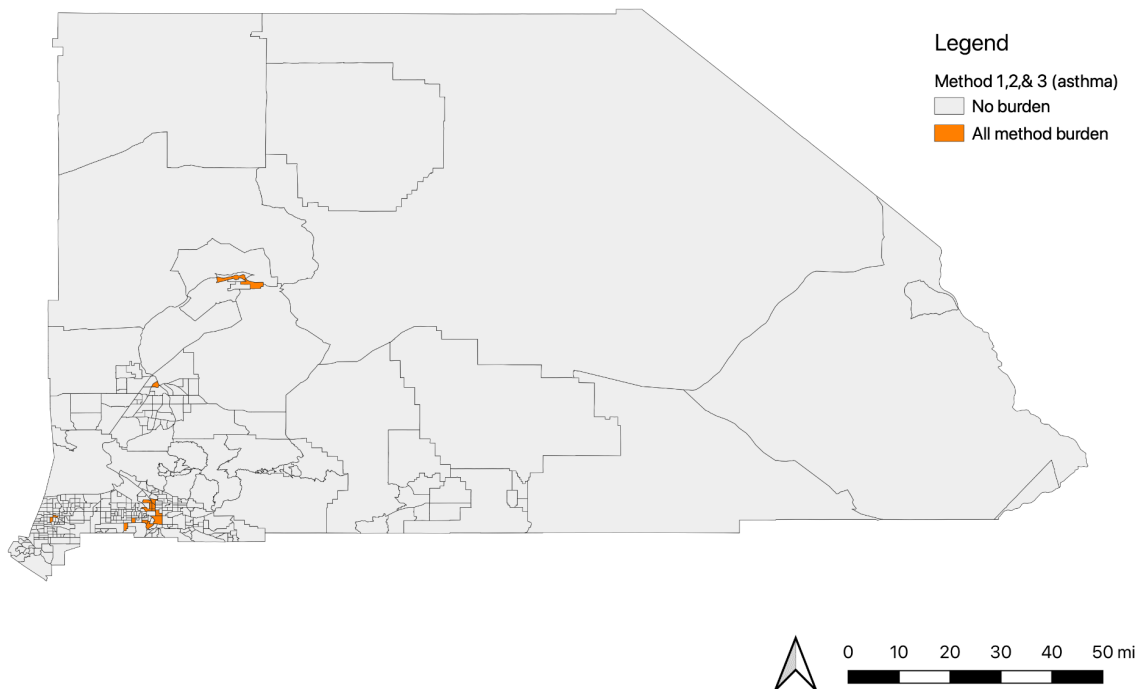 Legend
Method 1,2,& 3 (asthma)
No burden
All method burden
0 10 20 30 40 50 mi